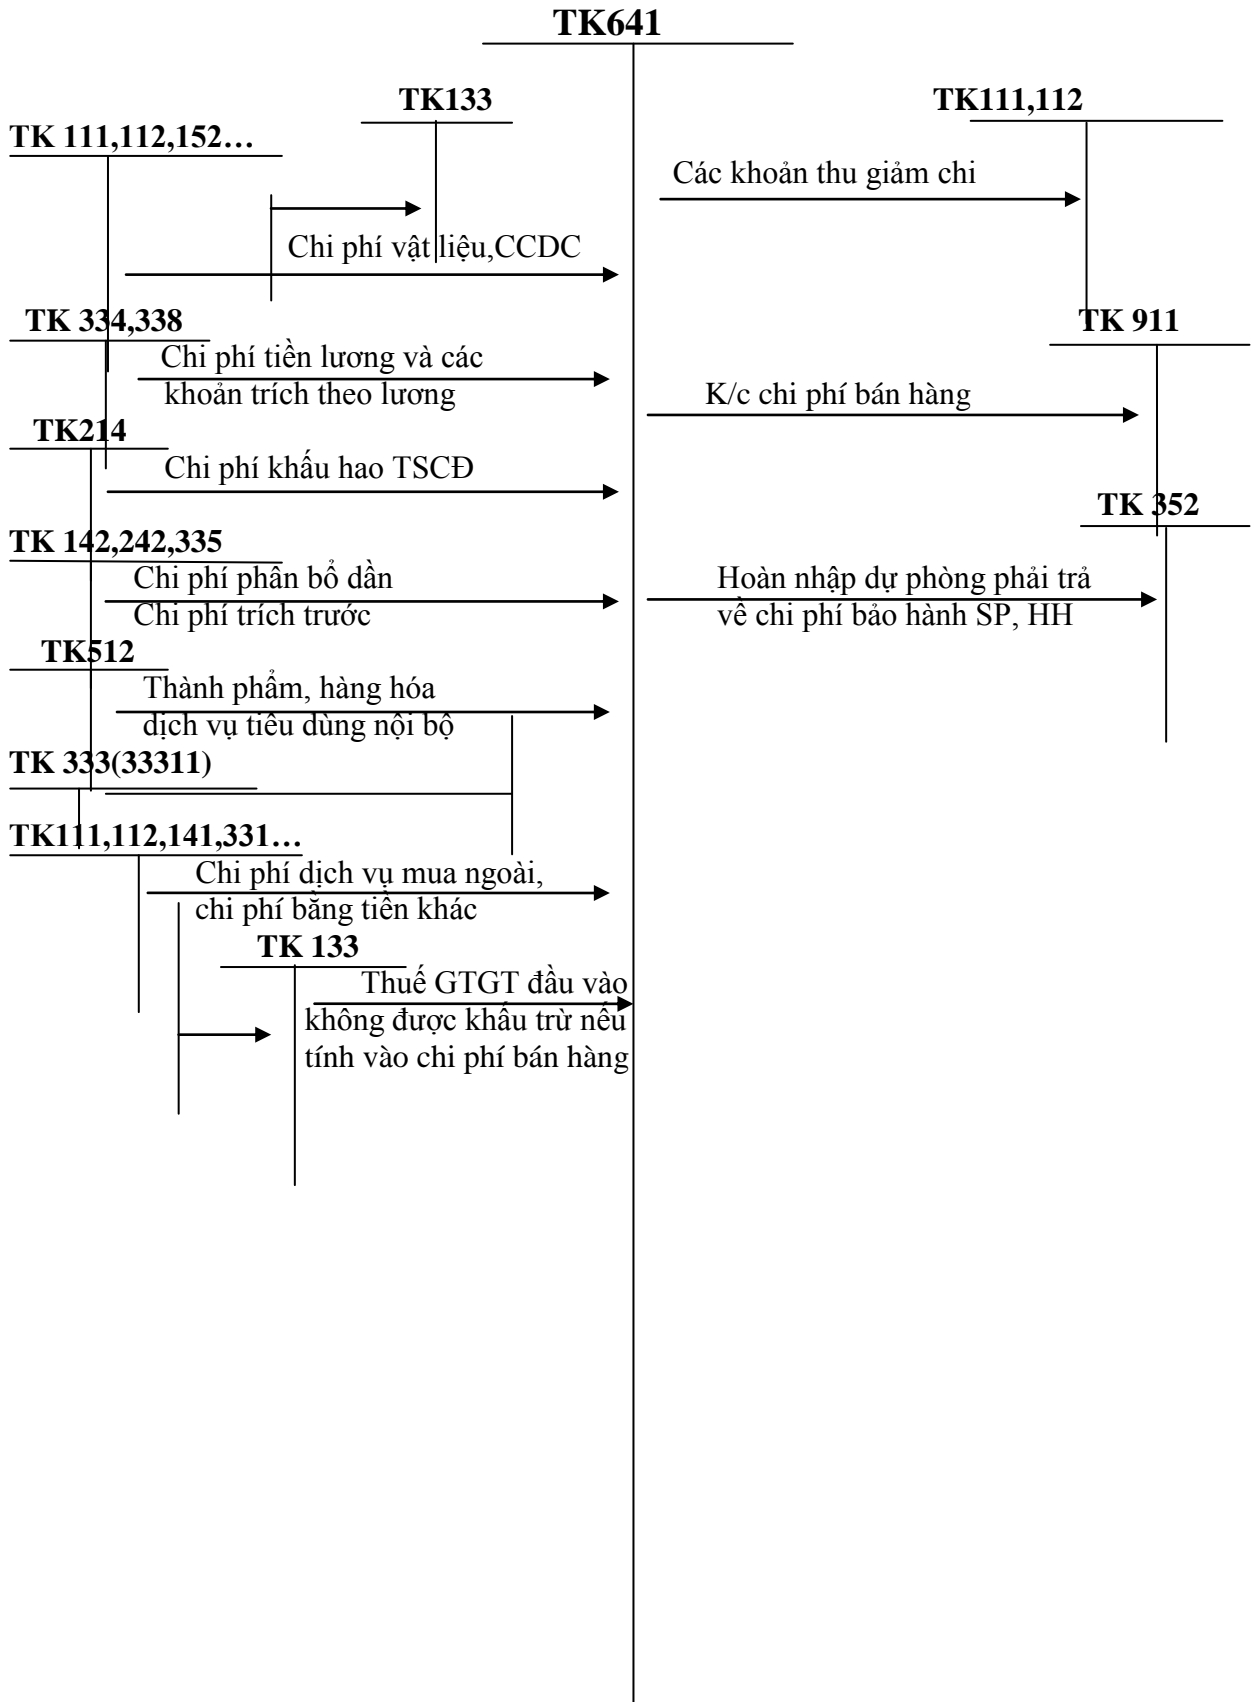 TK641
TK133
TK111,112
TK 111,112,152…
Các khoản thu giảm chi
Chi phí vật liệu,CCDC
TK 334,338
TK 911
Chi phí tiền lương và các
khoản trích theo lương
K/c chi phí bán hàng
TK214
Chi phí khấu hao TSCĐ
TK 352
TK 142,242,335
Chi phí phân bổ dần
Chi phí trích trước
Hoàn nhập dự phòng phải trả
về chi phí bảo hành SP, HH
TK512
Thành phẩm, hàng hóa
dịch vụ tiêu dùng nội bộ
TK 333(33311)
TK111,112,141,331…
Chi phí dịch vụ mua ngoài,
chi phí bằng tiền khác
TK 133
Thuế GTGT đầu vào
không được khấu trừ nếu
tính vào chi phí bán hàng